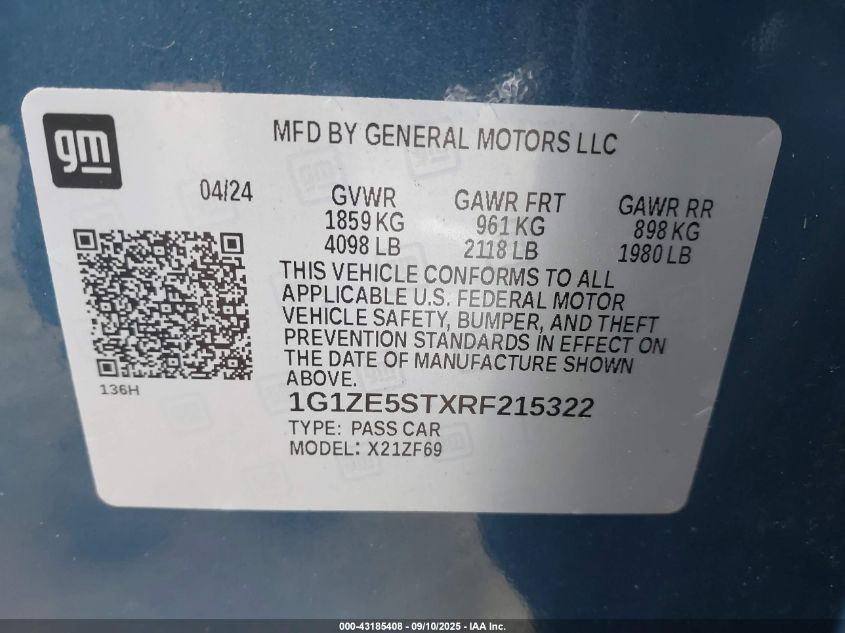 gm
MFD BY GENERAL MOTORS LLC
04/24
GVWR
1859 KG
4098 LB
GAWR FRT
961 KG
2118 LB
GAWR RR
898 KG
1980 LB
THIS VEHICLE CONFORMS TO ALL
APPLICABLE U.S. FEDERAL MOTOR
VEHICLE SAFETY, BUMPER, AND THEFT
PREVENTION STANDARDS IN EFFECT ON
THE DATE OF MANUFACTURE SHOWN
ABOVE.
136H
1G1ZE5STXRF215322
TYPE: PASS CAR
MODEL: X21ZF69
000-43185408 - 09/10/2025 - IAA Inc.